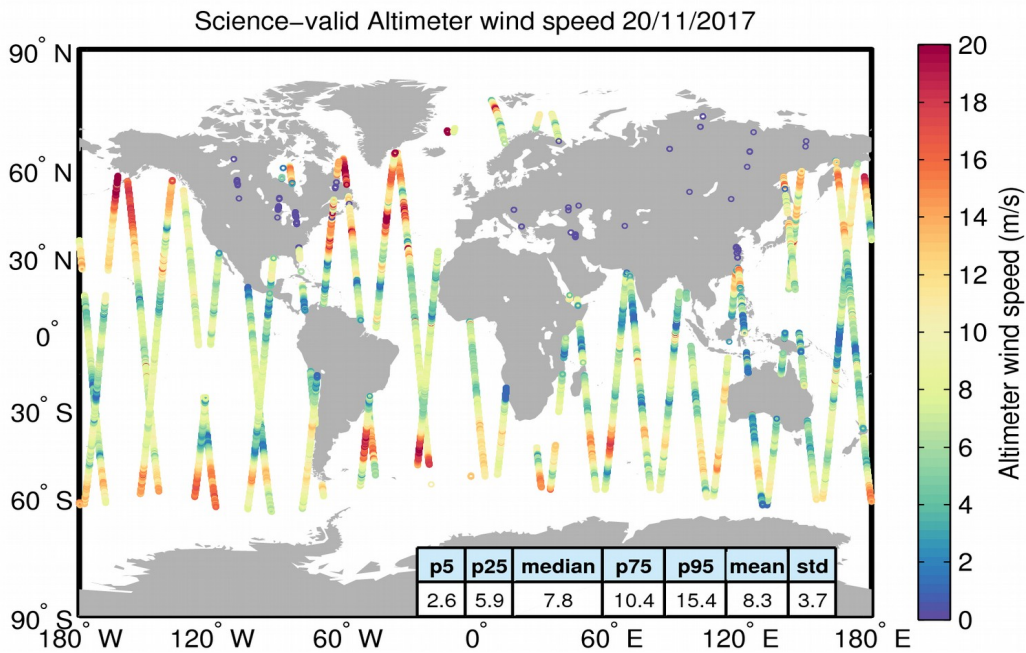 Science−valid Altimeter wind speed 20/11/2017
90° N
60° N
30° N
0°
30° S
60° S
90° S
180° W
120° W
60° W
0°
60° E
120° E
180° E
p5 p25 median p75 p95 mean std
2.6 5.9 7.8 10.4 15.4 8.3 3.7
20
18
16
14
12
10
8
6
4
2
0
Altimeter wind speed (m/s)